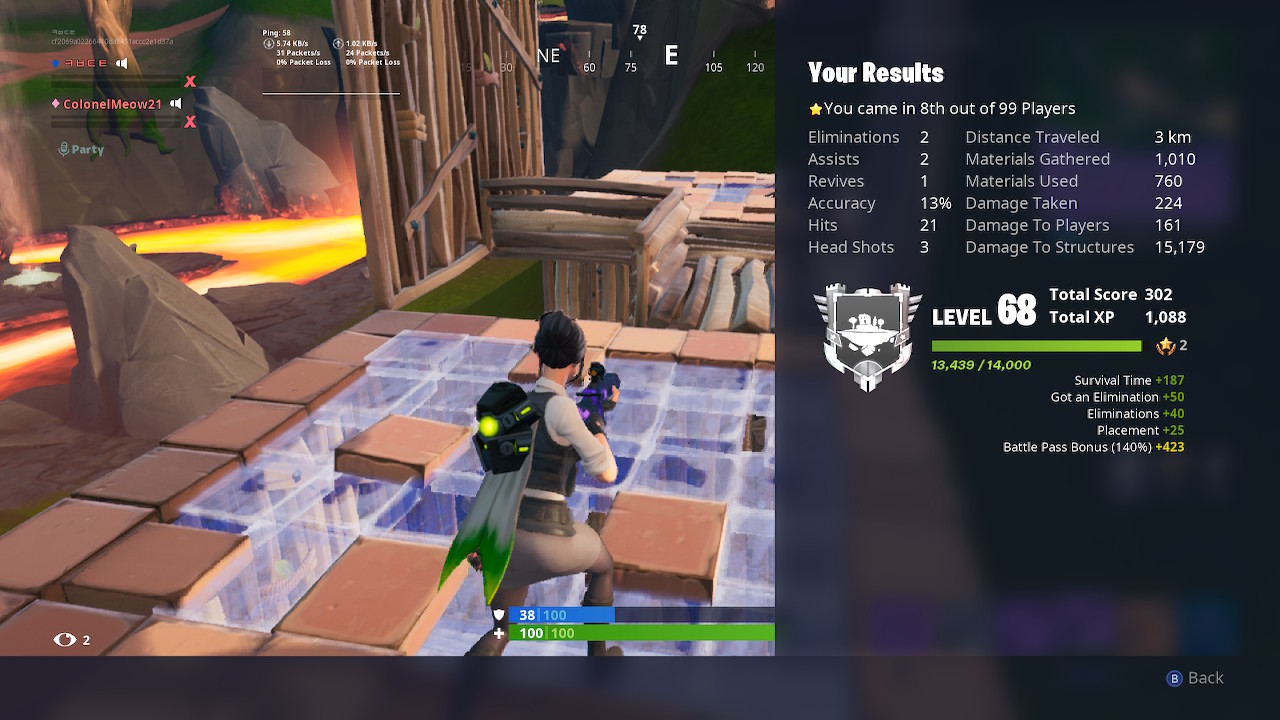 Ping: 58
5.74 KB/s 1.02 KB/s
31 Packets/s 24 Packets/s
0% Packet Loss 0% Packet Loss
ColonelMeow21
Party
78
NE E
30 60 75 105 120
Your Results
You came in 8th out of 99 Players
Eliminations 2 Distance Traveled 3 km
Assists 2 Materials Gathered 1,010
Revives 1 Materials Used 760
Accuracy 13% Damage Taken 224
Hits 21 Damage To Players 161
Head Shots 3 Damage To Structures 15,179
LEVEL 68
Total Score 302
Total XP 1,088
2
13,439 / 14,000
Survival Time +187
Got an Elimination +50
Eliminations +40
Placement +25
Battle Pass Bonus (140%) +423
38 100
100 100
2
B Back